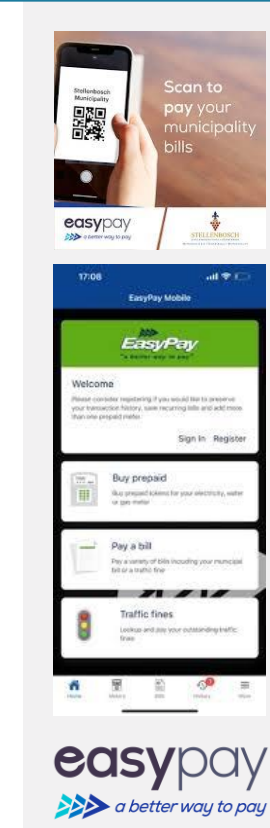 Stellenbosch
Municipality
Scan to
pay your
municipality
bills
easypay
a better way to pay
STELLENBOSCH
17:08
EasyPay Mobile
EasyPay
"a better way to pay"
Welcome
Please consider registering if you would like to preserve
your transaction history, save recurring bills and add more
than one prepaid meter.
Sign In Register
Buy prepaid
Buy prepaid tokens for your electricity, water
or gas meter
Pay a bill
Pay a variety of bills including your municipal
bill or a traffic fine
Traffic fines
Lookup and pay your outstanding traffic
fines
Home
History
More
easypay
a better way to pay